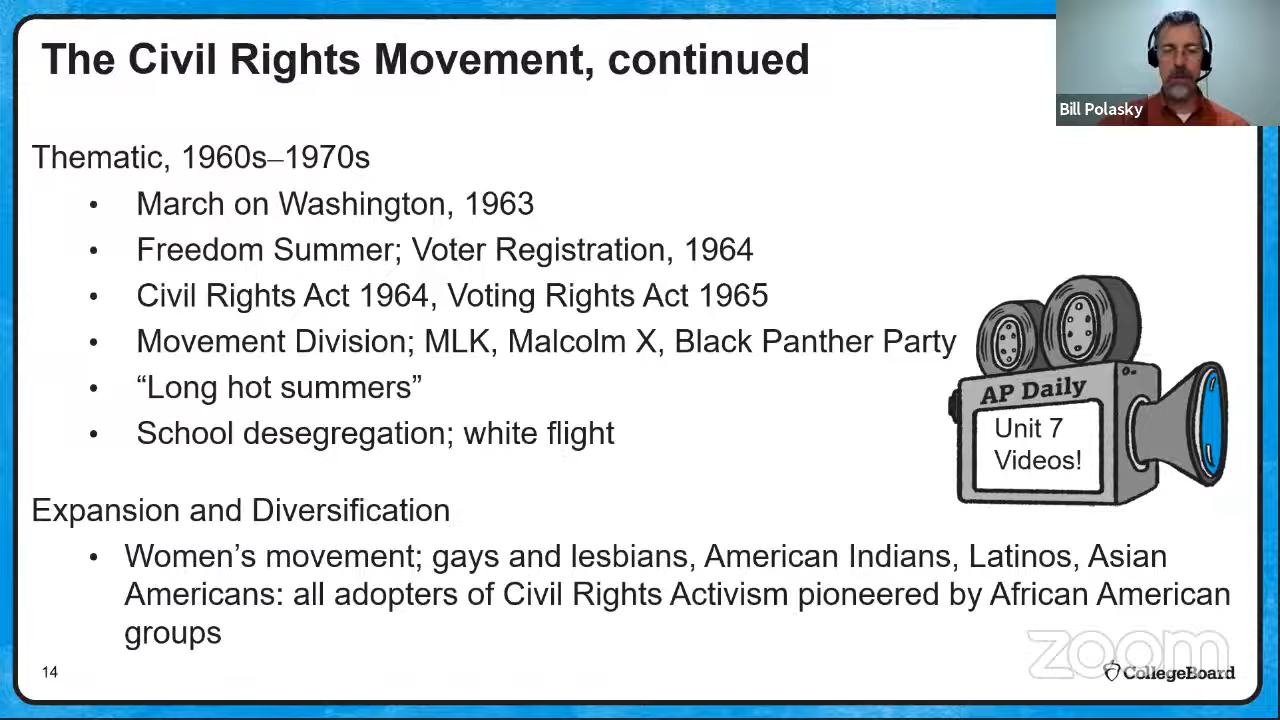 The Civil Rights Movement, continued
Bill Polasky
Thematic, 1960s–1970s
• March on Washington, 1963
• Freedom Summer; Voter Registration, 1964
• Civil Rights Act 1964, Voting Rights Act 1965
• Movement Division; MLK, Malcolm X, Black Panther Party
• “Long hot summers”
• School desegregation; white flight
AP Daily
Unit 7
Videos!
Expansion and Diversification
• Women’s movement; gays and lesbians, American Indians, Latinos, Asian
Americans: all adopters of Civil Rights Activism pioneered by African American
groups
zoom
14
CollegeBoard